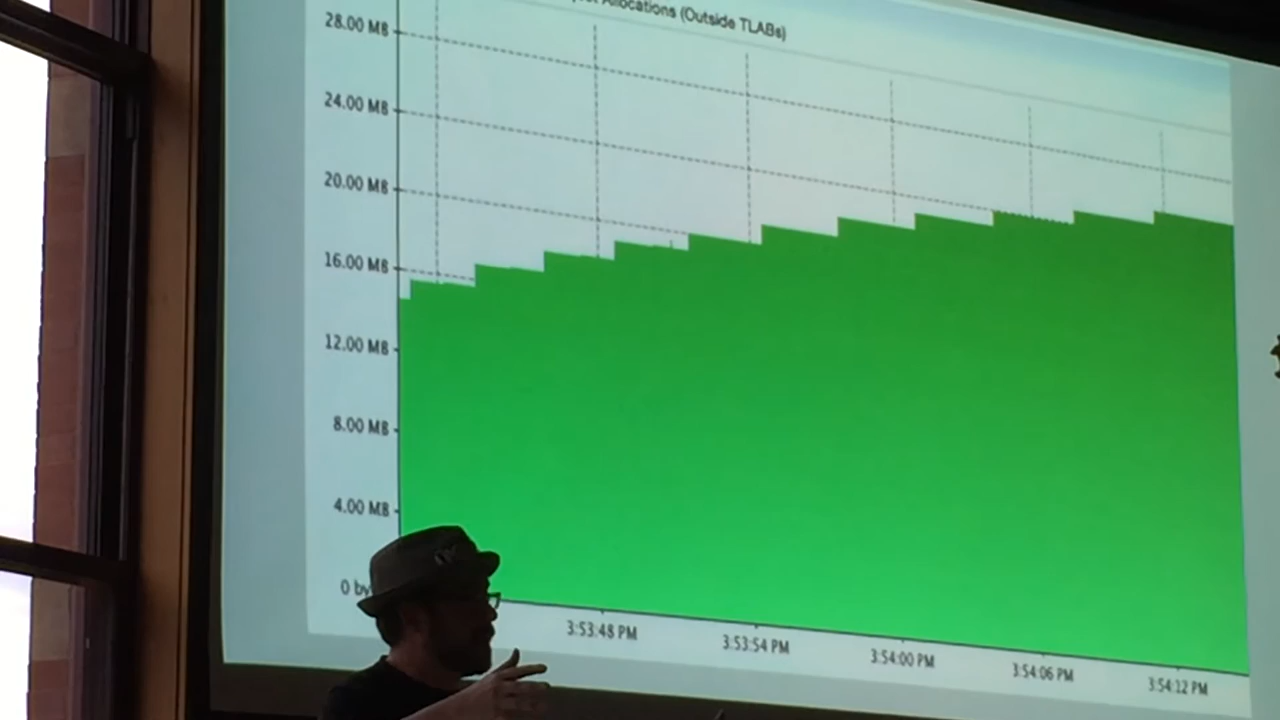 Allocations (Outside TLABs)
28.00 MB
24.00 MB
20.00 MB
16.00 MB
12.00 MB
8.00 MB
4.00 MB
0
3:53:48 PM
3:53:54 PM
3:54:00 PM
3:54:06 PM
3:54:12 PM